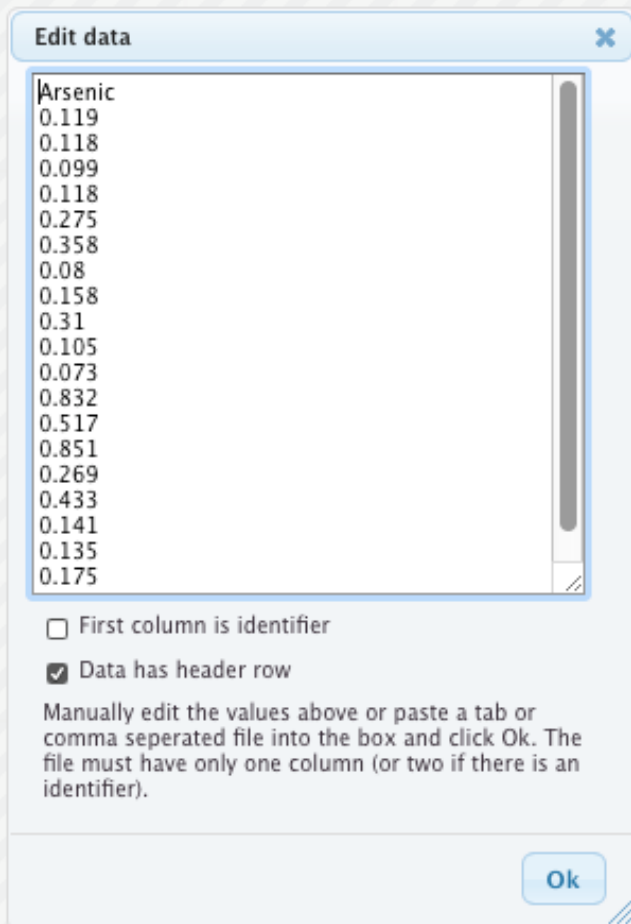 Edit data
Arsenic
0.119
0.118
0.099
0.118
0.275
0.358
0.08
0.158
0.31
0.105
0.073
0.832
0.517
0.851
0.269
0.433
0.141
0.135
0.175
First column is identifier
Data has header row
Manually edit the values above or paste a tab or
comma seperated file into the box and click Ok. The
file must have only one column (or two if there is an
identifier).
Ok